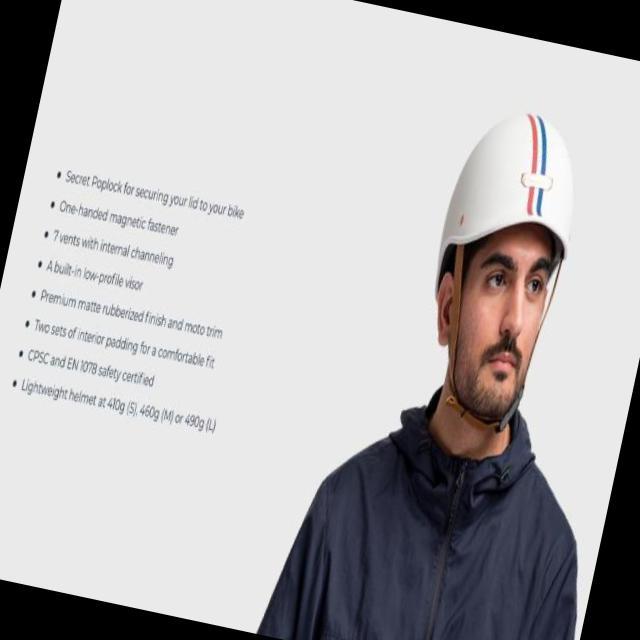 Secret Poplock for securing your lid to your bike
One-handed magnetic fastener
7 vents with internal channeling
A built-in low-profile visor
Premium matte rubberized finish and moto trim
Two sets of interior padding for a comfortable fit
CPSC and EN 1078 safety certified
Lightweight helmet at 410g (S), 460g (M) or 490g (L)